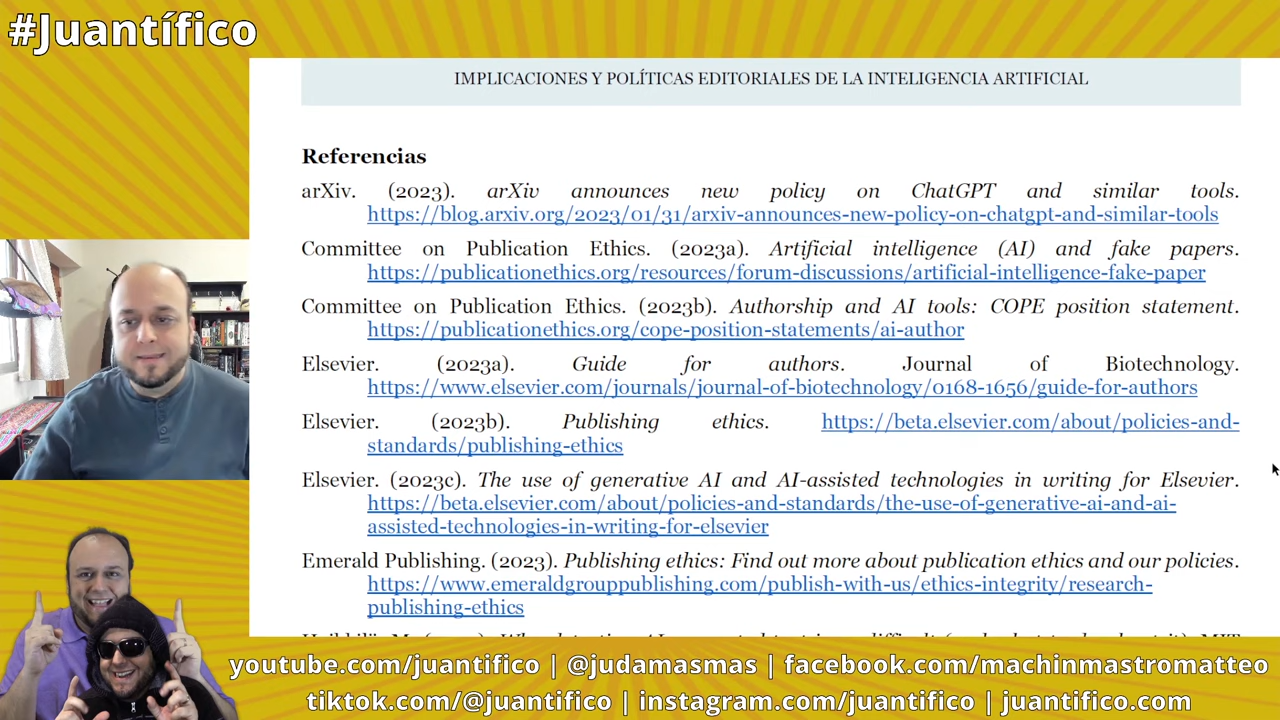 #Juantífico
IMPLICACIONES Y POLÍTICAS EDITORIALES DE LA INTELIGENCIA ARTIFICIAL
Referencias
arXiv. (2023). arXiv announces new policy on ChatGPT and similar tools.
https://blog.arxiv.org/2023/01/31/arxiv-announces-new-policy-on-chatgpt-and-similar-tools
Committee on Publication Ethics. (2023a). Artificial intelligence (AI) and fake papers.
https://publicationethics.org/resources/forum-discussions/artificial-intelligence-fake-paper
Committee on Publication Ethics. (2023b). Authorship and AI tools: COPE position statement.
https://publicationethics.org/cope-position-statements/ai-author
Elsevier. (2023a). Guide for authors. Journal of Biotechnology.
https://www.elsevier.com/journals/journal-of-biotechnology/0168-1656/guide-for-authors
Elsevier. (2023b). Publishing ethics. https://beta.elsevier.com/about/policies-and-
standards/publishing-ethics
Elsevier. (2023c). The use of generative AI and AI-assisted technologies in writing for Elsevier.
https://beta.elsevier.com/about/policies-and-standards/the-use-of-generative-ai-and-ai-
assisted-technologies-in-writing-for-elsevier
Emerald Publishing. (2023). Publishing ethics: Find out more about publication ethics and our policies.
https://www.emeraldgrouppublishing.com/publish-with-us/ethics-integrity/research-
publishing-ethics
youtube.com/juantifico | @judamasmas | facebook.com/machinmastromatteo
tiktok.com/@juantifico | instagram.com/juantifico | juantifico.com